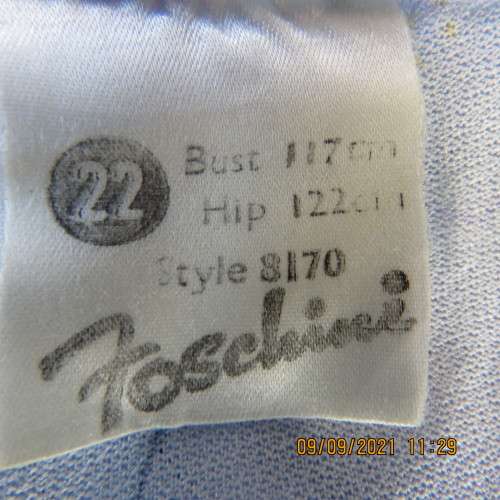 22
Bust 117cm
Hip 122cm
Style 8170
Foschini
09/09/2021 11:29